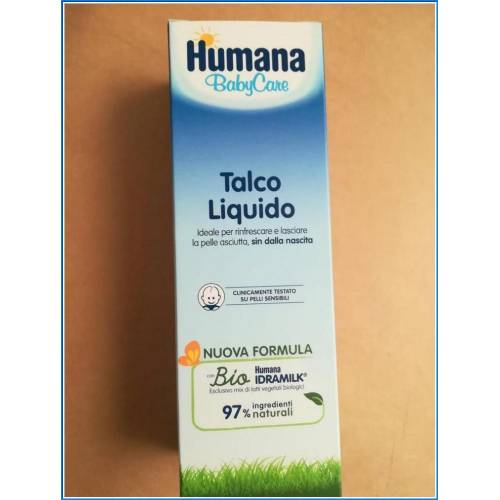 Humana
BabyCare
Talco
Liquido
Ideale per rinfrescare e lasciare
la pelle asciutta, sin dalla nascita
CLINICAMENTE TESTATO
SU PELLI SENSIBILI
NUOVA FORMULA
con Bio Humana
IDRAMILK®
Esclusivo mix di latti vegetali biologici
97% ingredienti
naturali